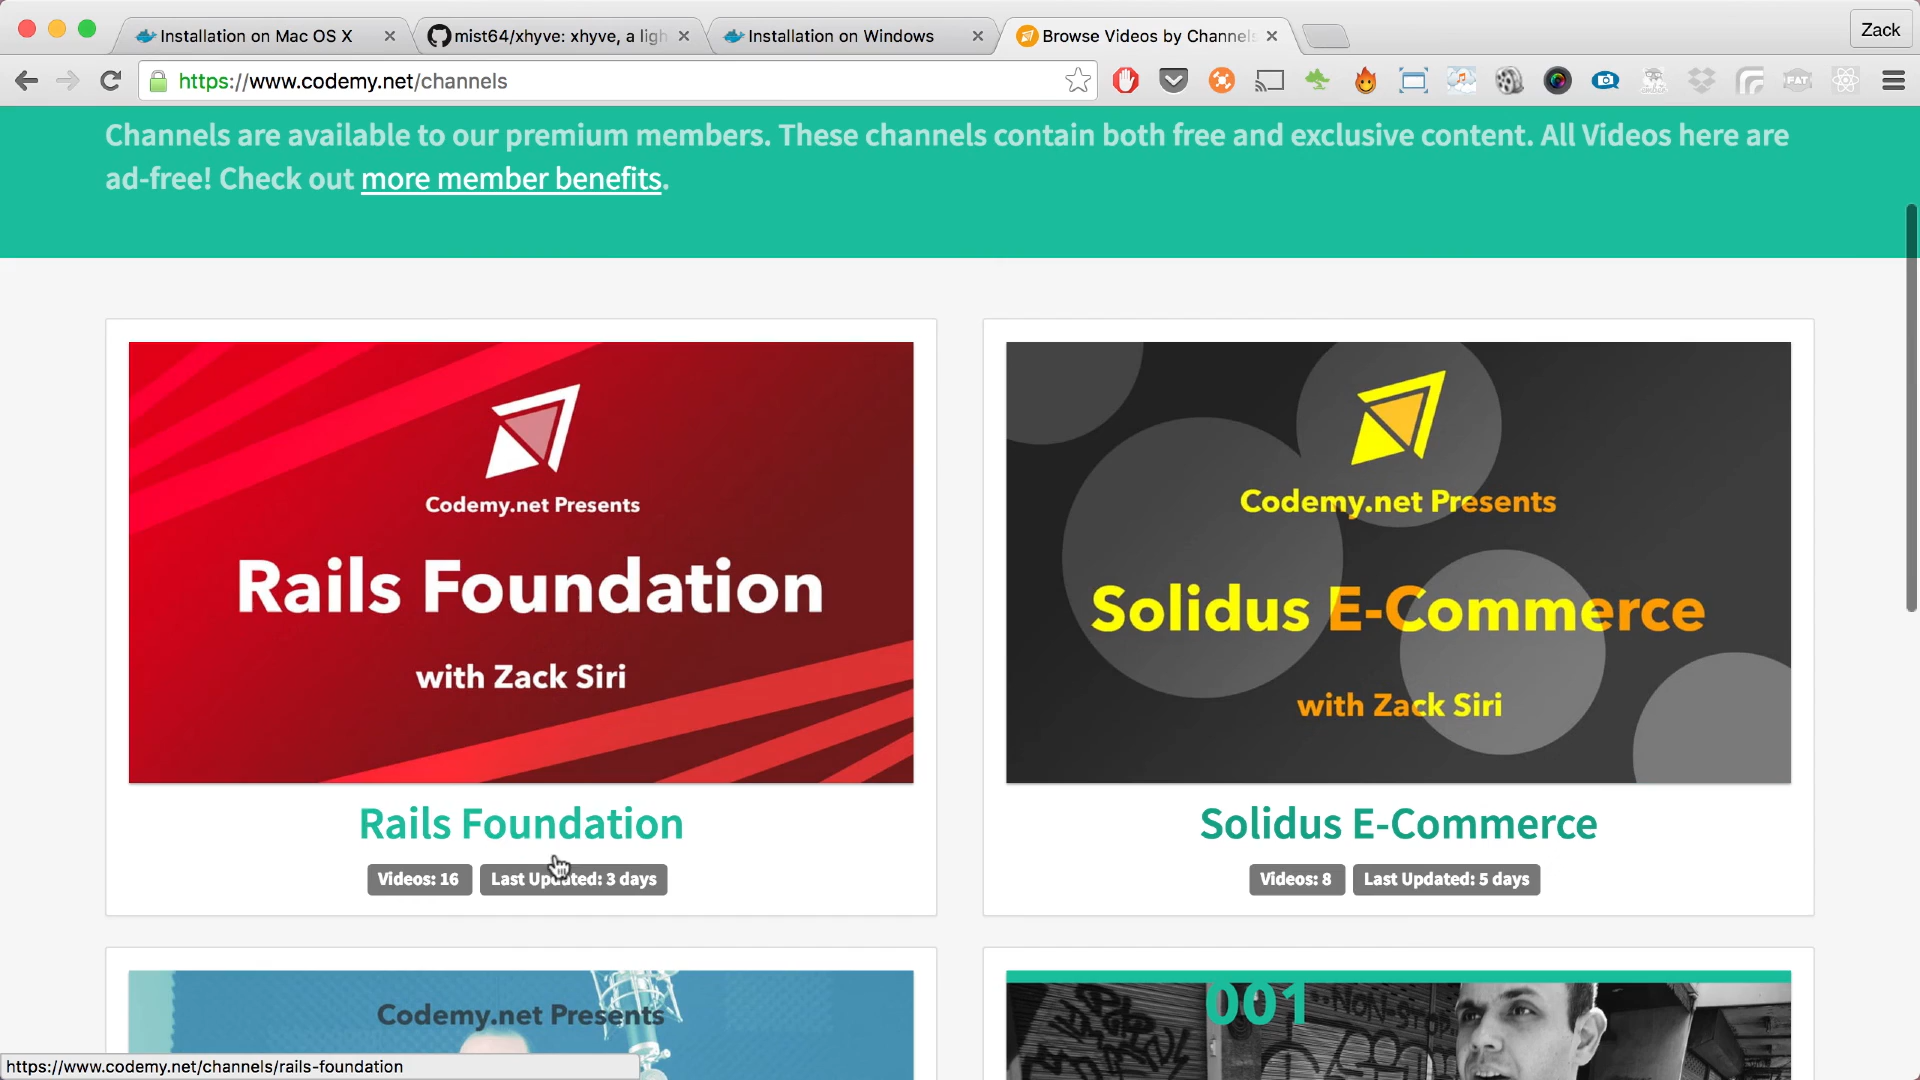 Installation on Mac OS X
mist64/xhyve: xhyve, a ligh
Installation on Windows
Browse Videos by Channels
Zack
https://www.codemy.net/channels
FAT
Channels are available to our premium members. These channels contain both free and exclusive content. All Videos here are
ad-free! Check out more member benefits.
Codemy.net Presents
Rails Foundation
with Zack Siri
Rails Foundation
Videos: 16
Last Updated: 3 days
Codemy.net Presents
Solidus E-Commerce
with Zack Siri
Solidus E-Commerce
Videos: 8
Last Updated: 5 days
Codemy.net Presents
001
NON-STOP
https://www.codemy.net/channels/rails-foundation